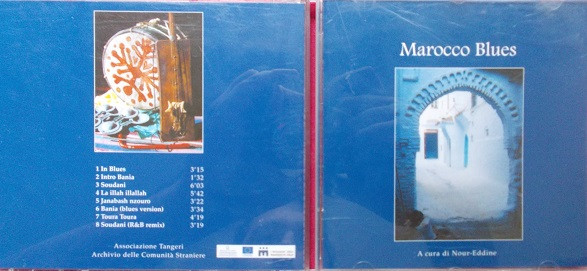 1 In Blues 3'15
2 Intro Bania 1'32
3 Soudani 6'03
4 La illah illallah 5'42
5 Janabash nzouro 3'22
6 Bania (blues version) 3'34
7 Toura Toura 4'19
8 Soudani (R&B remix) 3'19
Associazione Tangeri
Archivio delle Comunità Straniere
Marocco Blues
A cura di Nour-Eddine